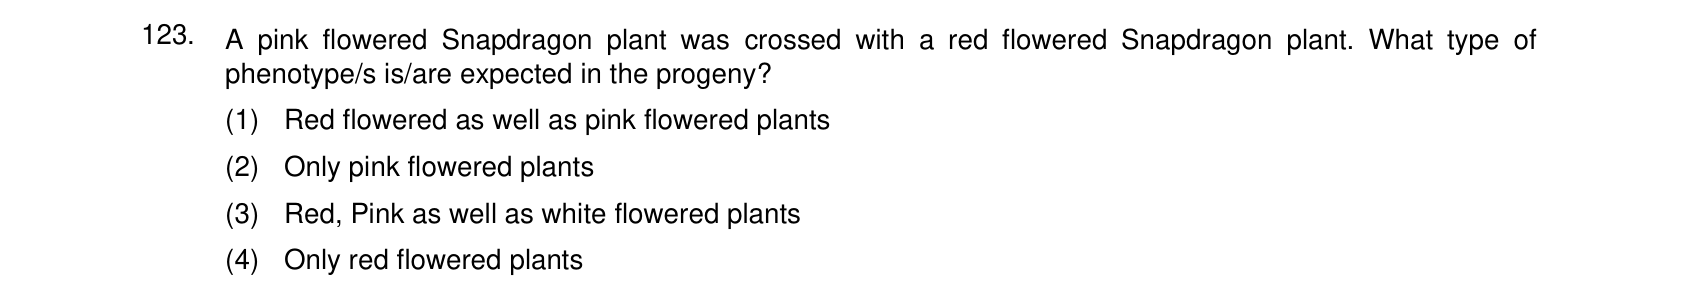 123. A pink flowered Snapdragon plant was crossed with a red flowered Snapdragon plant. What type of
phenotype/s is/are expected in the progeny?
(1) Red flowered as well as pink flowered plants
(2) Only pink flowered plants
(3) Red, Pink as well as white flowered plants
(4) Only red flowered plants